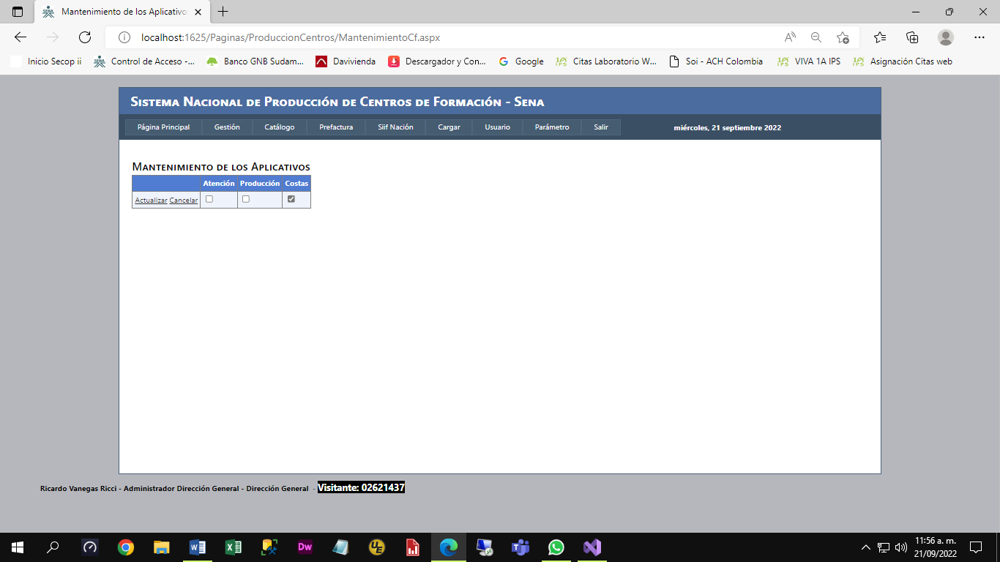 Mantenimiento de los Aplicativos
localhost:1625/Paginas/ProduccionCentros/MantenimientoCf.aspx
Inicio Secop ii Control de Acceso -... Banco GNB Sudam... Davivienda Descargador y Con... Google Citas Laboratorio W... Soi - ACH Colombia VIVA 1A IPS Asignación Citas web
Sistema Nacional de Producción de Centros de Formación - Sena
Página Principal Gestión Catálogo Prefactura Siif Nación Cargar Usuario Parámetro Salir miércoles, 21 septiembre 2022
Mantenimiento de los Aplicativos
Atención Producción Costas
Actualizar Cancelar
Ricardo Vanegas Ricci - Administrador Dirección General - Dirección General - Visitante: 02621437
11:56 a. m.
21/09/2022